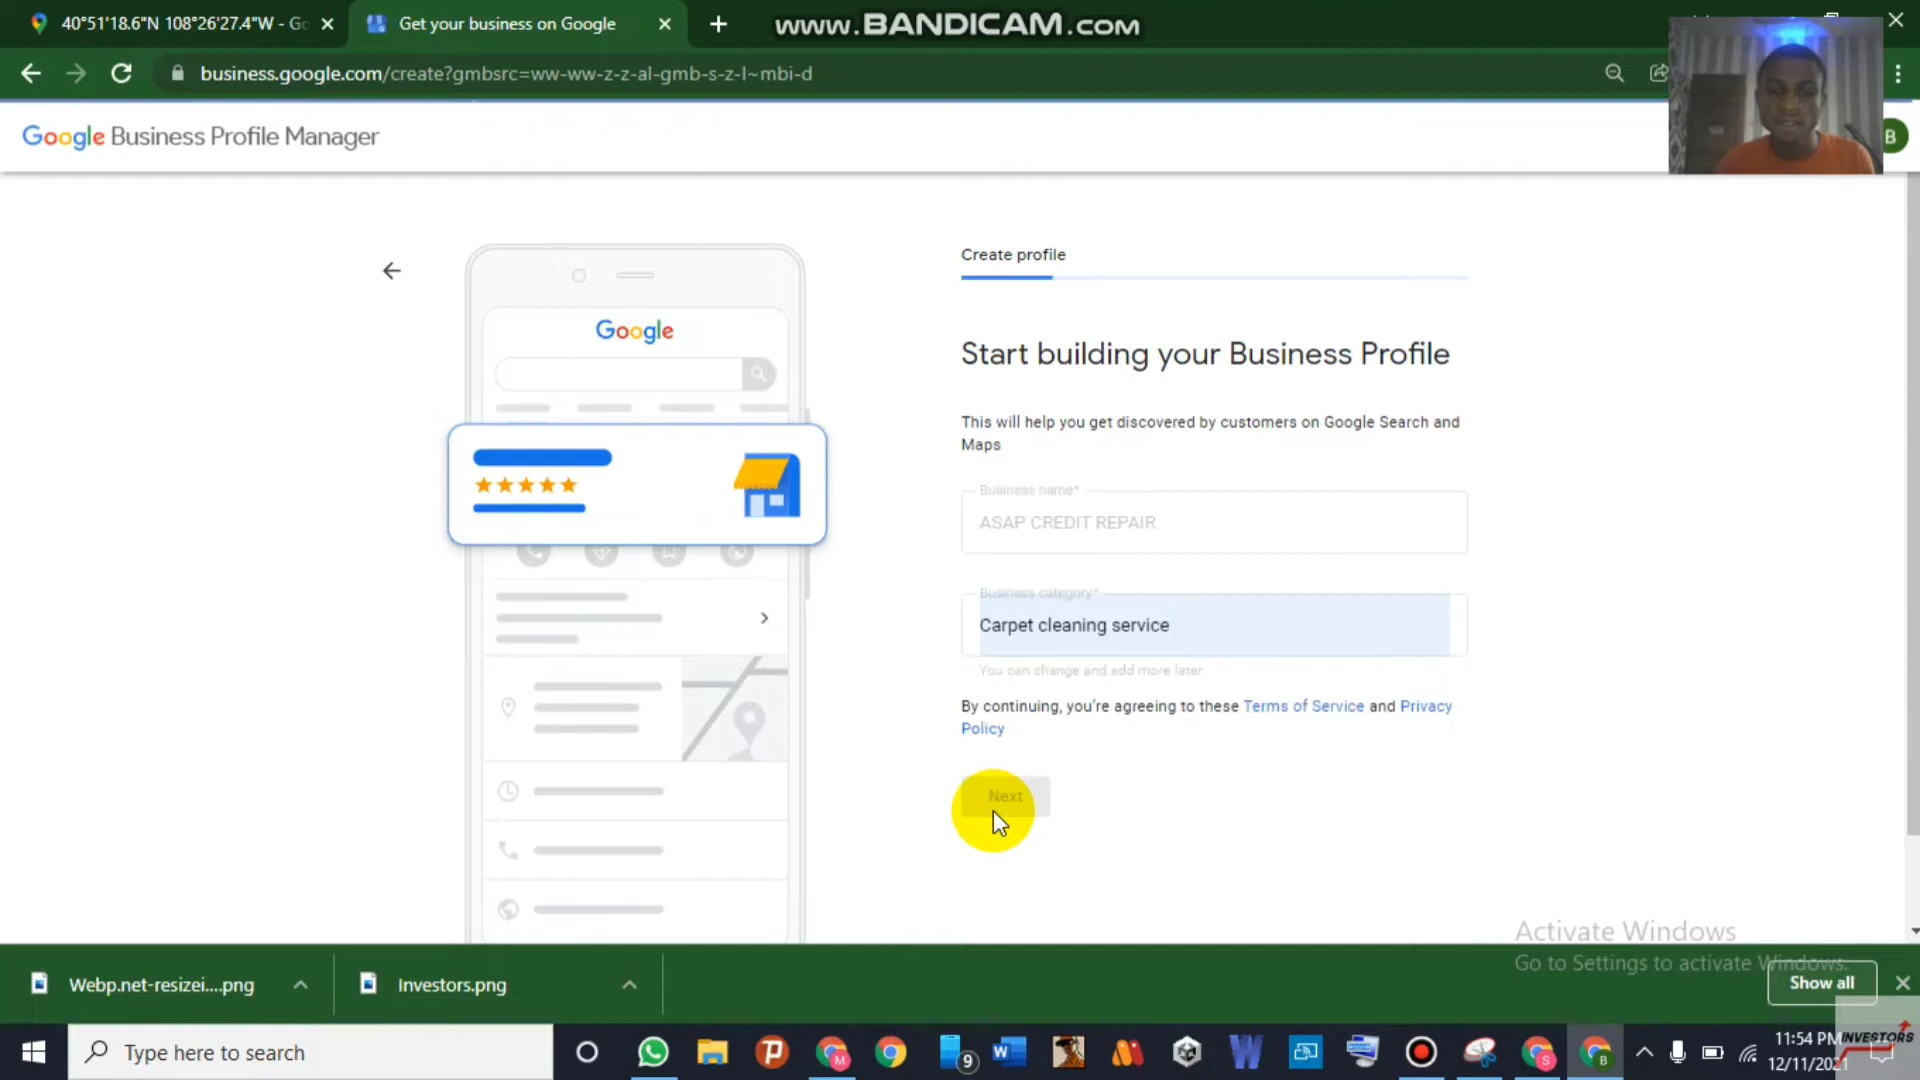 40°51'18.6"N 108°26'27.4"W - Go
Get your business on Google
www.BANDICAM.com
business.google.com/create?gmbsrc=ww-ww-z-z-al-gmb-s-z-l~mbi-d
Google Business Profile Manager
B
Create profile
Google
Start building your Business Profile
This will help you get discovered by customers on Google Search and
Maps
Business name*
ASAP CREDIT REPAIR
Business category*
Carpet cleaning service
You can change and add more later
By continuing, you're agreeing to these Terms of Service and Privacy
Policy
Next
Activate Windows
Go to Settings to activate Windows.
Webp.net-resizei....png
Investors.png
Show all
Type here to search
9
M
S
B
11:54 PM
12/11/2021
INVESTORS